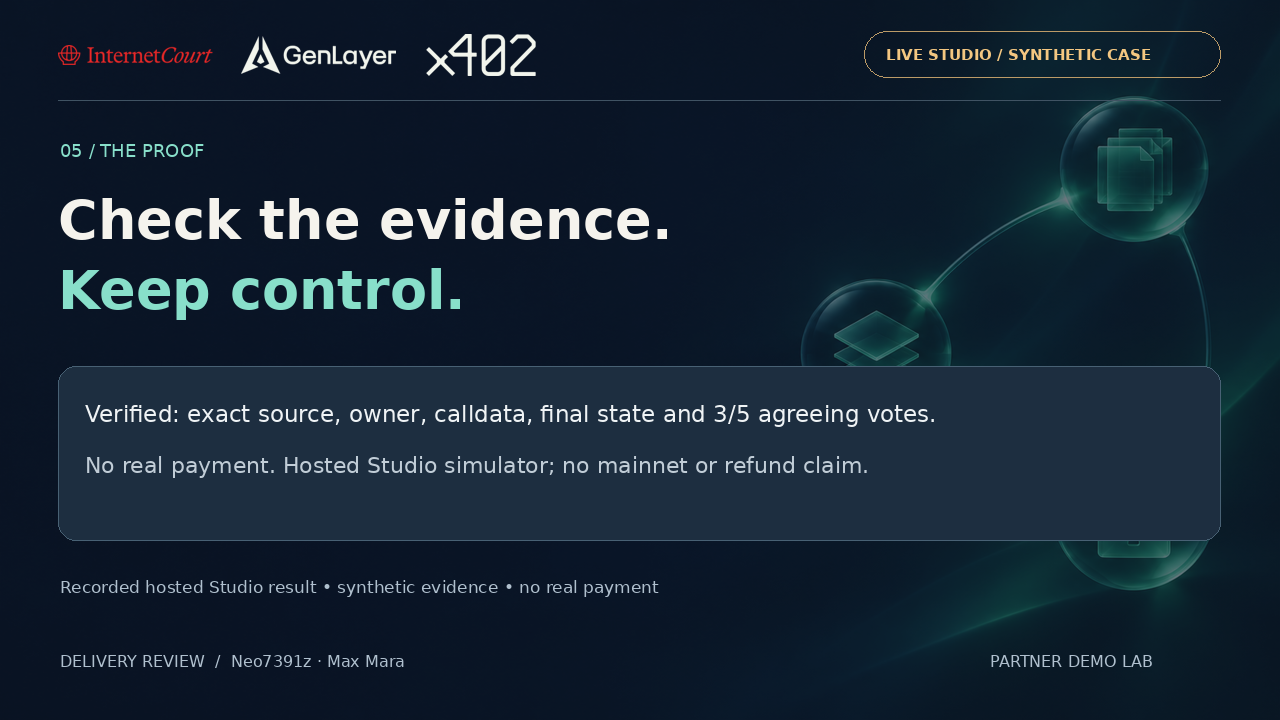 InternetCourt
GenLayer
x402
LIVE STUDIO / SYNTHETIC CASE
05 / THE PROOF
Check the evidence.
Keep control.
Verified: exact source, owner, calldata, final state and 3/5 agreeing votes.
No real payment. Hosted Studio simulator; no mainnet or refund claim.
Recorded hosted Studio result • synthetic evidence • no real payment
DELIVERY REVIEW / Neo7391z · Max Mara
PARTNER DEMO LAB